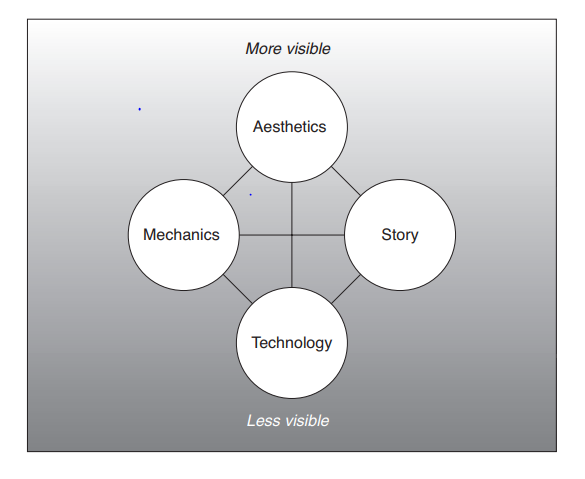 More visible
Aesthetics
Mechanics
Story
Technology
Less visible